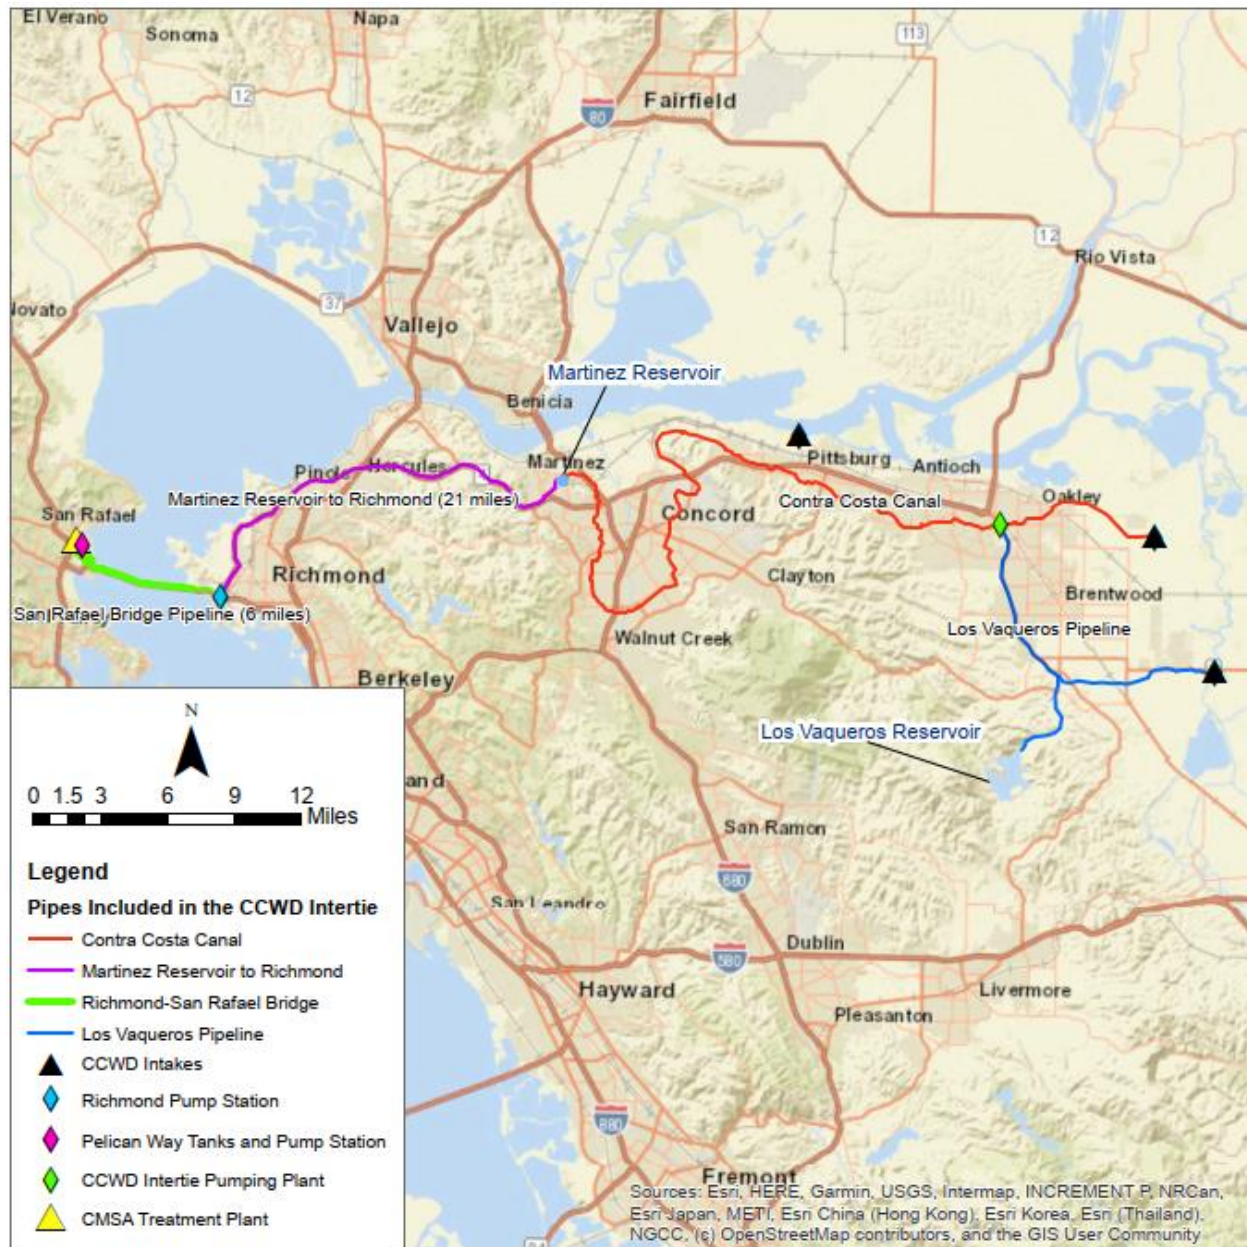 El Verano
Napa
Sonoma
113
12
Fairfield
80
12
Rio Vista
37
Novato
Vallejo
Martinez Reservoir
Benicia
Martinez
Pittsburg
Antioch
Pinole
Hercules
Martinez Reservoir to Richmond (21 miles)
Contra Costa Canal
Oakley
San Rafael
Concord
Richmond
Clayton
Brentwood
San Rafael Bridge Pipeline (6 miles)
Los Vaqueros Pipeline
Walnut Creek
Berkeley
Los Vaqueros Reservoir
N
and
0 1.5 3 6 9 12
Miles
San Ramon
680
Legend
Pipes Included in the CCWD Intertie
Contra Costa Canal
Martinez Reservoir to Richmond
Richmond-San Rafael Bridge
Los Vaqueros Pipeline
CCWD Intakes
Richmond Pump Station
Pelican Way Tanks and Pump Station
CCWD Intertie Pumping Plant
CMSA Treatment Plant
San Leandro
Dublin
580
Hayward
Livermore
Pleasanton
880
Fremont
84
Sources: Esri, HERE, Garmin, USGS, Intermap, INCREMENT P, NRCan,
Esri Japan, METI, Esri China (Hong Kong), Esri Korea, Esri (Thailand),
NGCC, (c) OpenStreetMap contributors, and the GIS User Community